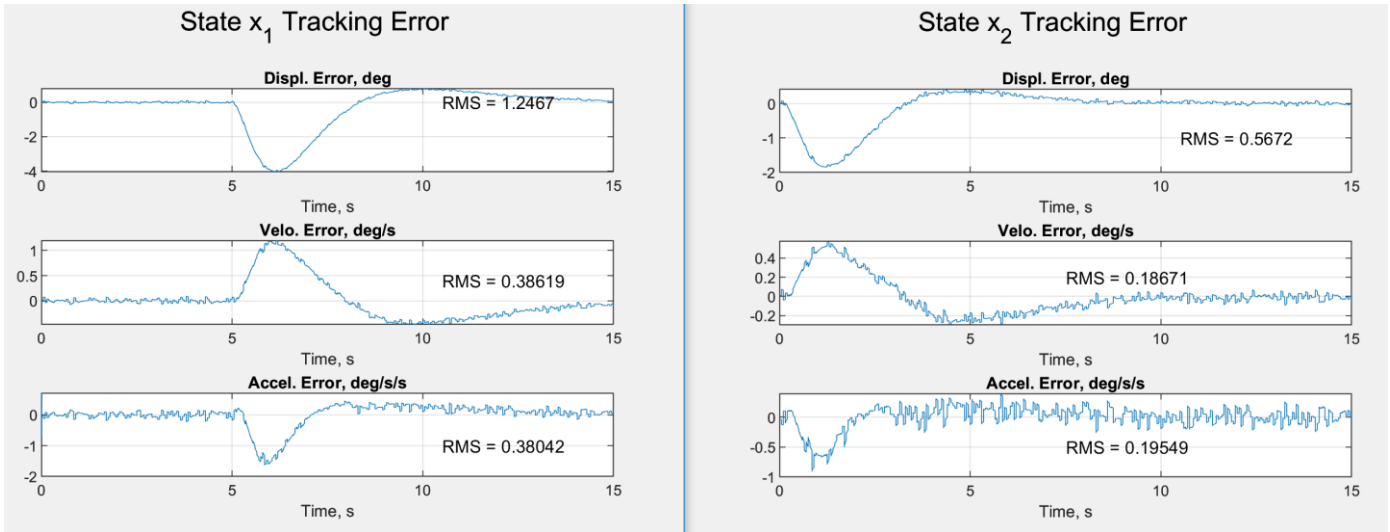 State x1 Tracking Error
Displ. Error, deg
0
-2
-4
RMS = 1.2467
0 5 10 15
Time, s
Velo. Error, deg/s
1
0.5
0
RMS = 0.38619
0 5 10 15
Time, s
Accel. Error, deg/s/s
0
-1
-2
RMS = 0.38042
0 5 10 15
Time, s
State x2 Tracking Error
Displ. Error, deg
0
-1
-2
RMS = 0.5672
0 5 10 15
Time, s
Velo. Error, deg/s
0.4
0.2
0
-0.2
RMS = 0.18671
0 5 10 15
Time, s
Accel. Error, deg/s/s
0
-0.5
-1
RMS = 0.19549
0 5 10 15
Time, s